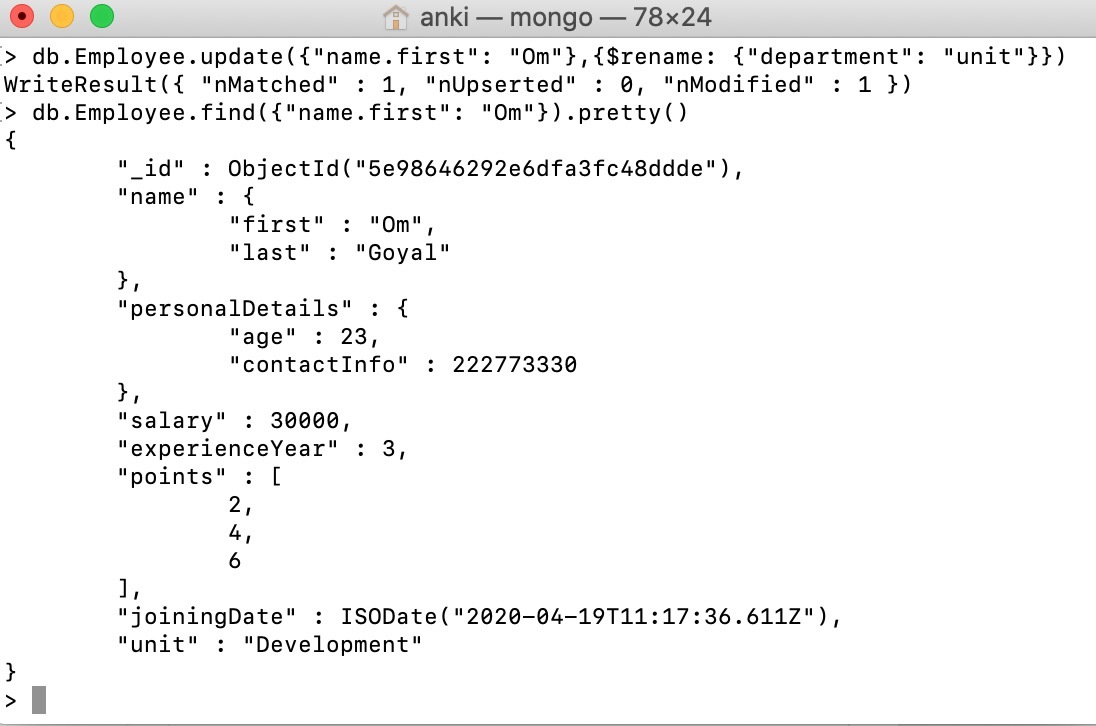 anki — mongo — 78×24
> db.Employee.update({"name.first": "Om"},{$rename: {"department": "unit"}})
WriteResult({ "nMatched" : 1, "nUpserted" : 0, "nModified" : 1 })
> db.Employee.find({"name.first": "Om"}).pretty()
{
        "_id" : ObjectId("5e98646292e6dfa3fc48ddde"),
        "name" : {
                "first" : "Om",
                "last" : "Goyal"
        },
        "personalDetails" : {
                "age" : 23,
                "contactInfo" : 222773330
        },
        "salary" : 30000,
        "experienceYear" : 3,
        "points" : [
                2,
                4,
                6
        ],
        "joiningDate" : ISODate("2020-04-19T11:17:36.611Z"),
        "unit" : "Development"
}
>